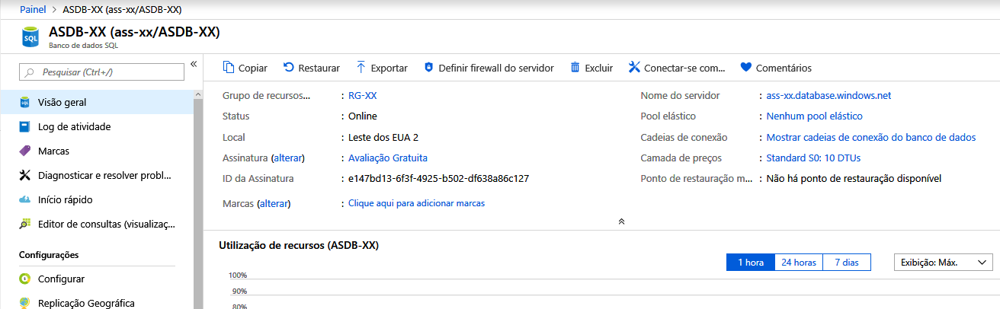 Painel > ASDB-XX (ass-xx/ASDB-XX)
ASDB-XX (ass-xx/ASDB-XX)
Banco de dados SQL
Pesquisar (Ctrl+/)
Visão geral
Log de atividade
Marcas
Diagnosticar e resolver probl...
Início rápido
Editor de consultas (visualizaç...
Configurações
Configurar
Replicação Geográfica
Copiar Restaurar Exportar Definir firewall do servidor Excluir Conectar-se com... Comentários
Grupo de recursos... : RG-XX
Status : Online
Local : Leste dos EUA 2
Assinatura (alterar) : Avaliação Gratuita
ID da Assinatura : e147bd13-6f3f-4925-b502-df638a86c127
Marcas (alterar) : Clique aqui para adicionar marcas
Nome do servidor : ass-xx.database.windows.net
Pool elástico : Nenhum pool elástico
Cadeias de conexão : Mostrar cadeias de conexão do banco de dados
Camada de preços : Standard S0: 10 DTUs
Ponto de restauração m... : Não há ponto de restauração disponível
Utilização de recursos (ASDB-XX)
1 hora 24 horas 7 dias Exibição: Máx.
100%
90%
80%